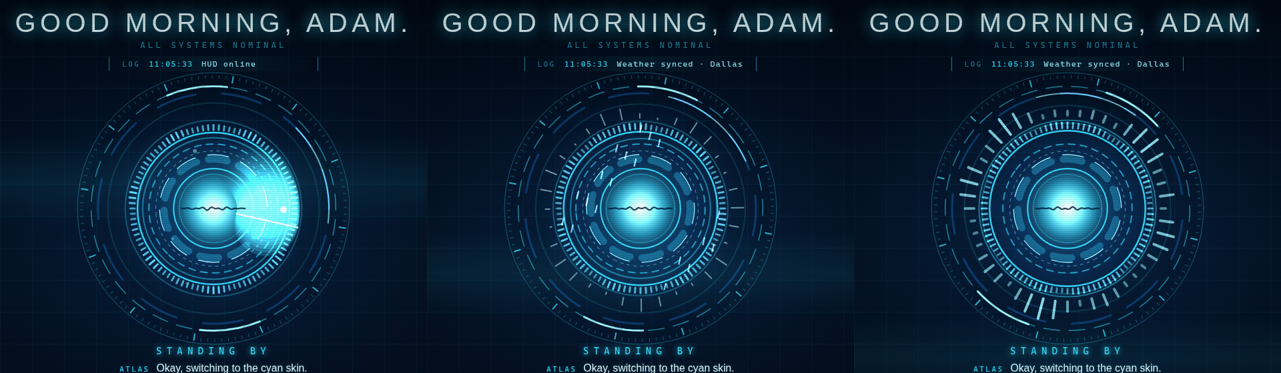 GOOD MORNING, ADAM.
ALL SYSTEMS NOMINAL
LOG 11:05:33 HUD online
STANDING BY
ATLAS Okay, switching to the cyan skin.
GOOD MORNING, ADAM.
ALL SYSTEMS NOMINAL
LOG 11:05:33 Weather synced · Dallas
STANDING BY
ATLAS Okay, switching to the cyan skin.
GOOD MORNING, ADAM.
ALL SYSTEMS NOMINAL
LOG 11:05:33 Weather synced · Dallas
STANDING BY
ATLAS Okay, switching to the cyan skin.